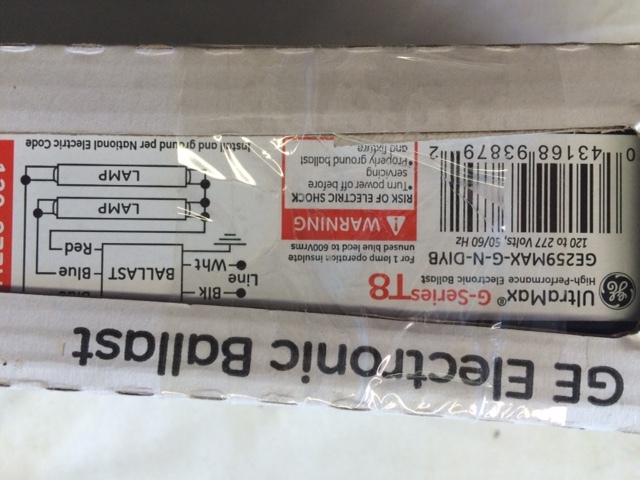 GE Electronic Ballast
UltraMax® G-Series T8
High-Performance Electronic Ballast
GE259MAX-G-N-DIYB
120 to 277 Volts, 50/60 Hz
0 43168 93879 2
For 1 lamp operation insulate
unused blue lead for 600Vrms
WARNING
RISK OF ELECTRIC SHOCK
•Turn power off before
servicing
•Properly ground ballast
and fixture
Line
Blk
Wht
BALLAST
Blue
Red
LAMP
LAMP
Install and ground per National Electric Code